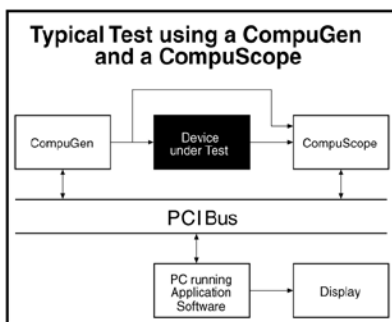 Typical Test using a CompuGen
and a CompuScope
CompuGen
Device
under Test
CompuScope
PCI Bus
PC running
Application
Software
Display